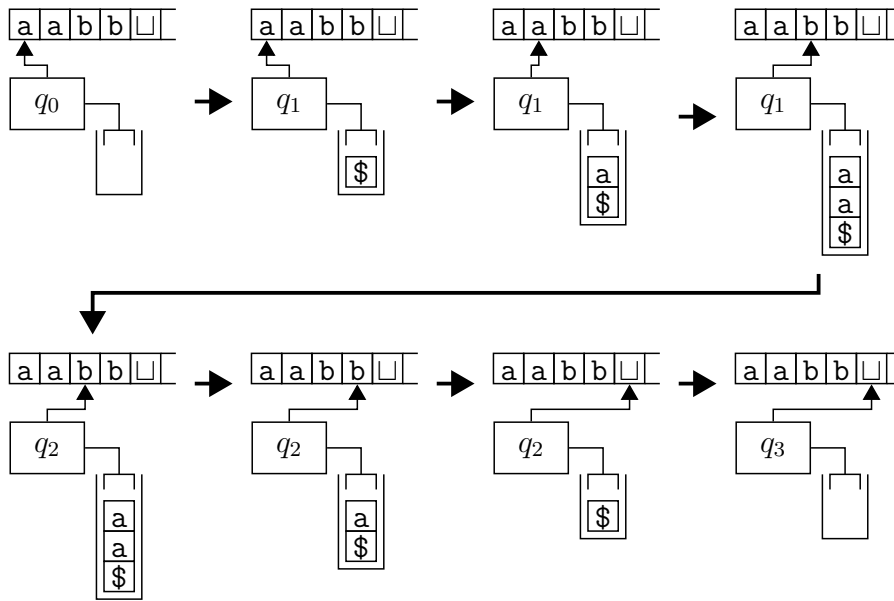 a a b b ⊔ a a b b ⊔ a a b b ⊔ a a b b ⊔
q0 q1 q1 q1
$ a a
$ a
$
a a b b ⊔ a a b b ⊔ a a b b ⊔ a a b b ⊔
q2 q2 q2 q3
a a $
a $
$